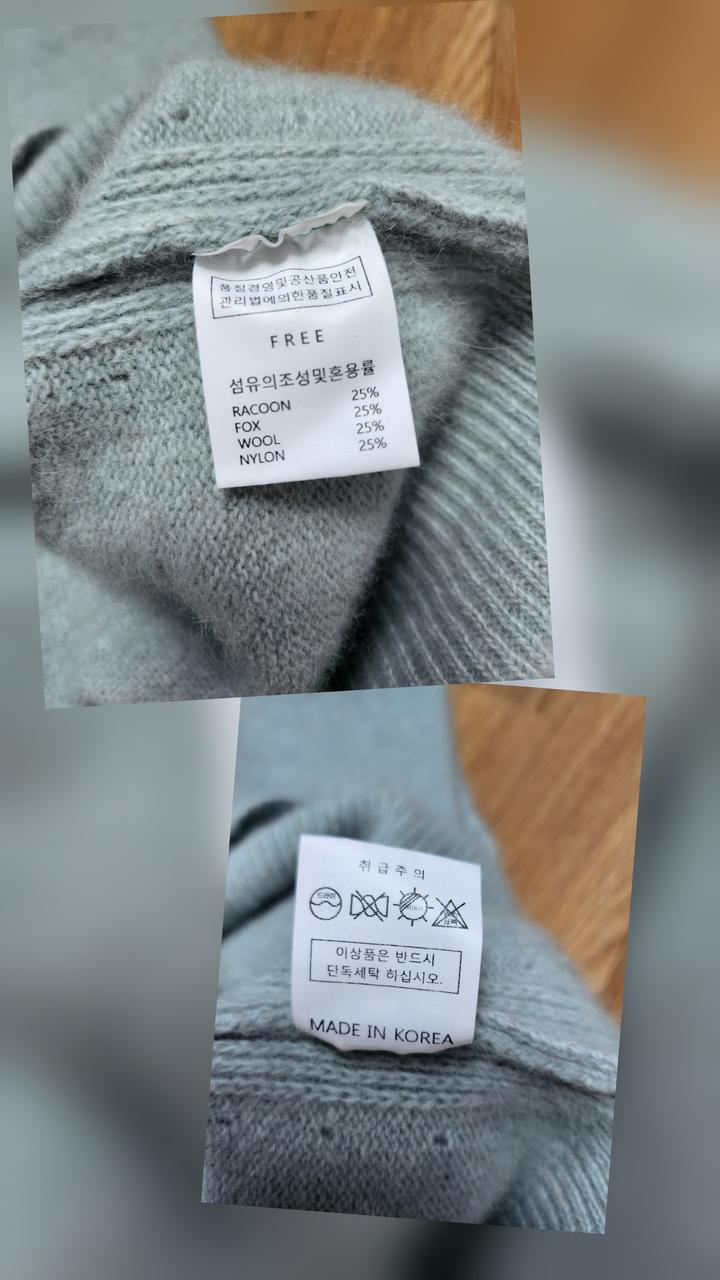 품질경영및공산품안전
관리법에의한품질표시
FREE
섬유의조성및혼용률
RACOON 25%
FOX 25%
WOOL 25%
NYLON 25%
취급주의
드라이
이상품은 반드시
단독세탁 하십시오.
MADE IN KOREA